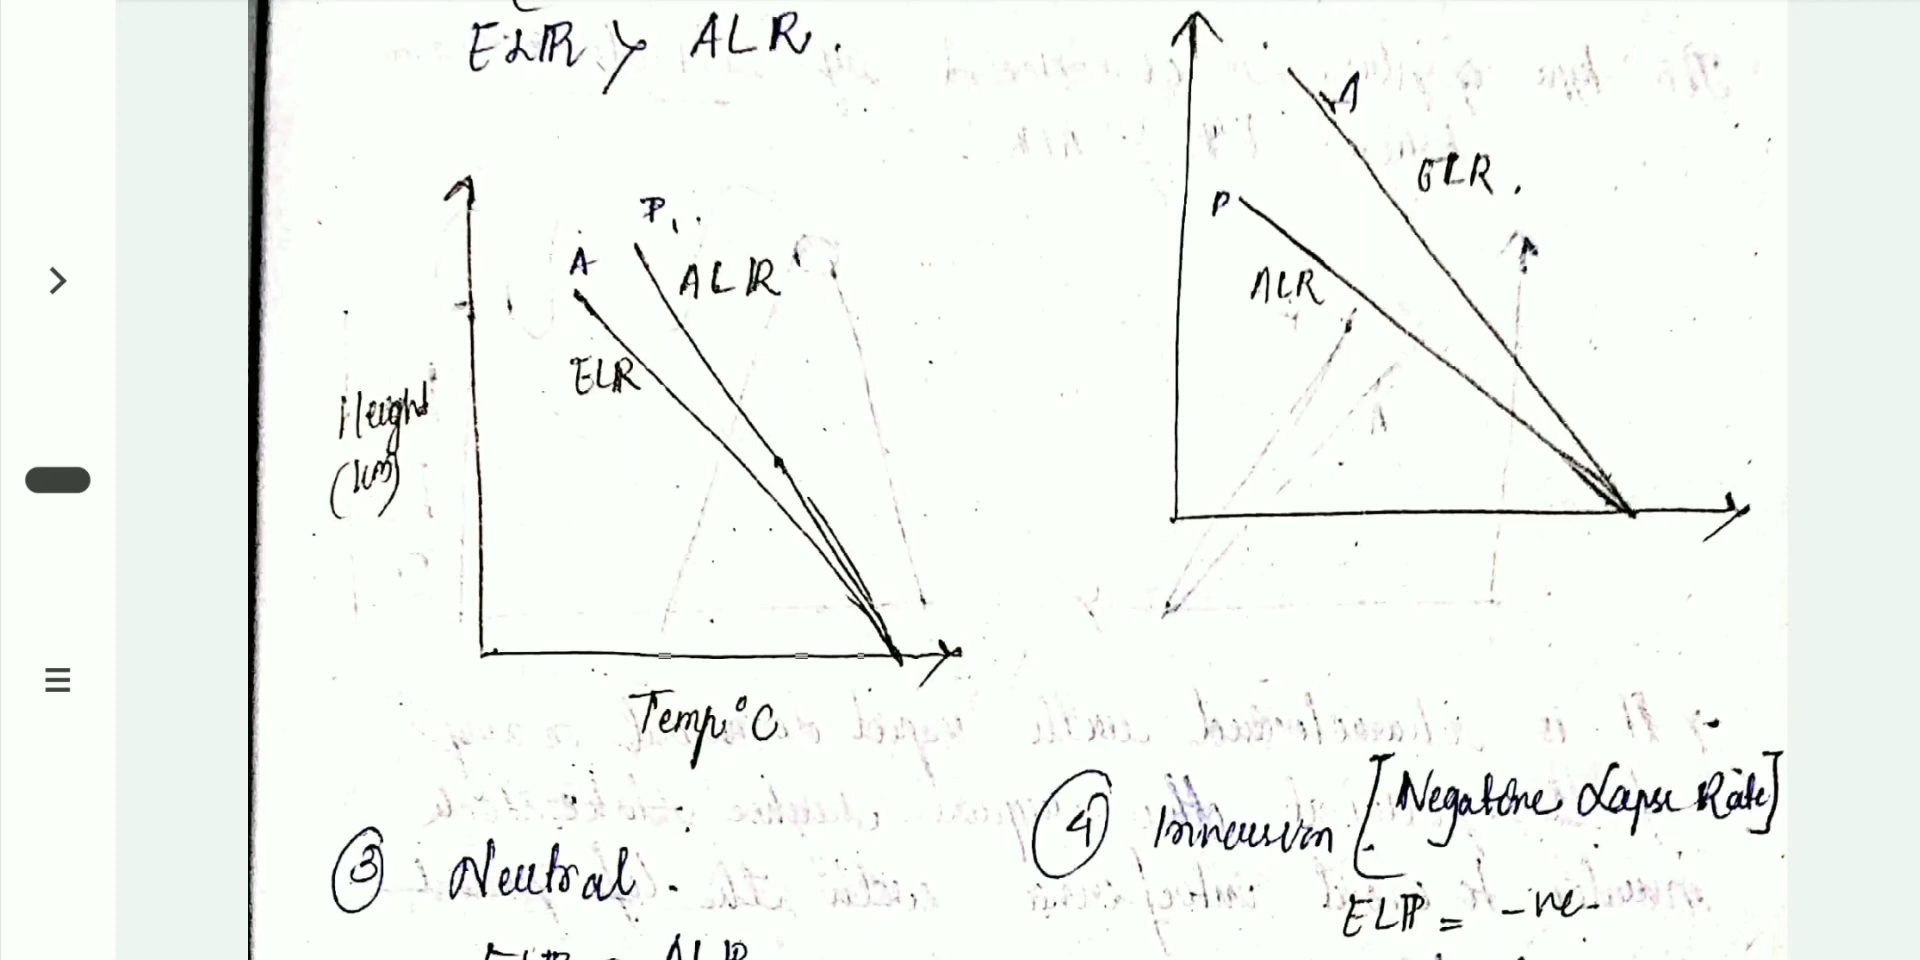 ELR > ALR.
A
P
ALR
ELR
Height
(km)
Temp °C
A
ELR.
P
ALR
③ Neutral.
④ Inversion [Negative Lapse Rate]
ELR = -ve-